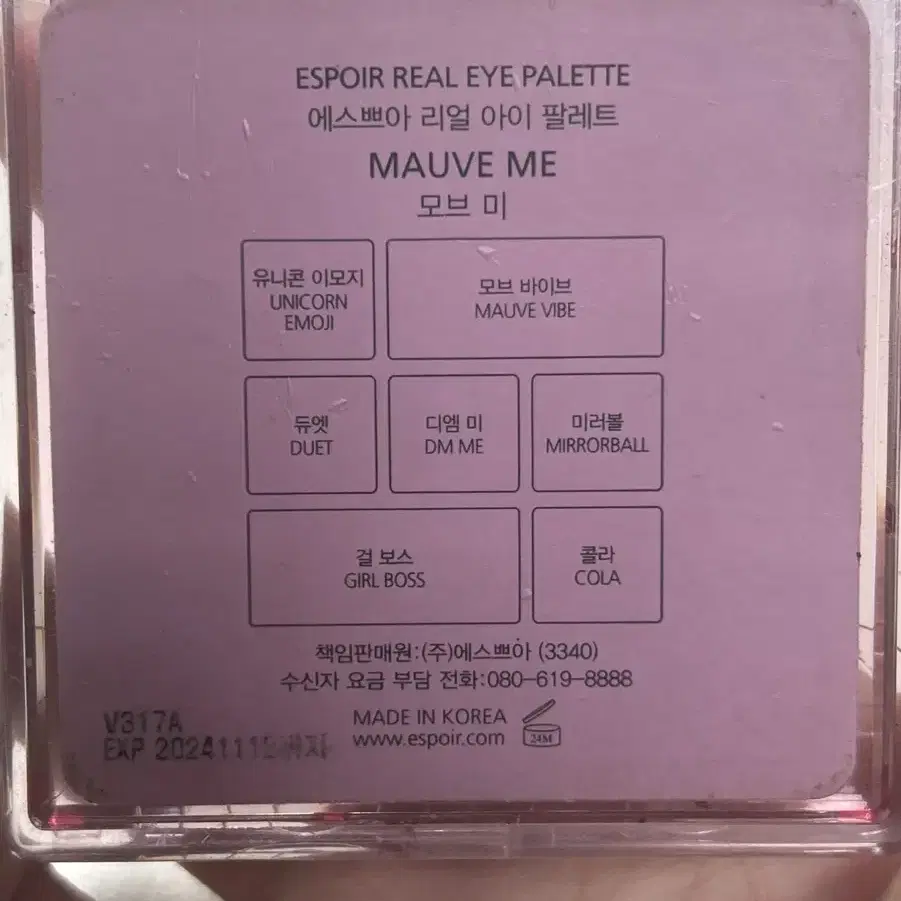 ESPOIR REAL EYE PALETTE
에스쁘아 리얼 아이 팔레트
MAUVE ME
모브 미
유니콘 이모지
UNICORN
EMOJI
모브 바이브
MAUVE VIBE
듀엣
DUET
디엠 미
DM ME
미러볼
MIRRORBALL
걸 보스
GIRL BOSS
콜라
COLA
책임판매원:(주)에스쁘아 (3340)
수신자 요금 부담 전화:080-619-8888
MADE IN KOREA
www.espoir.com
24M
V317A
EXP